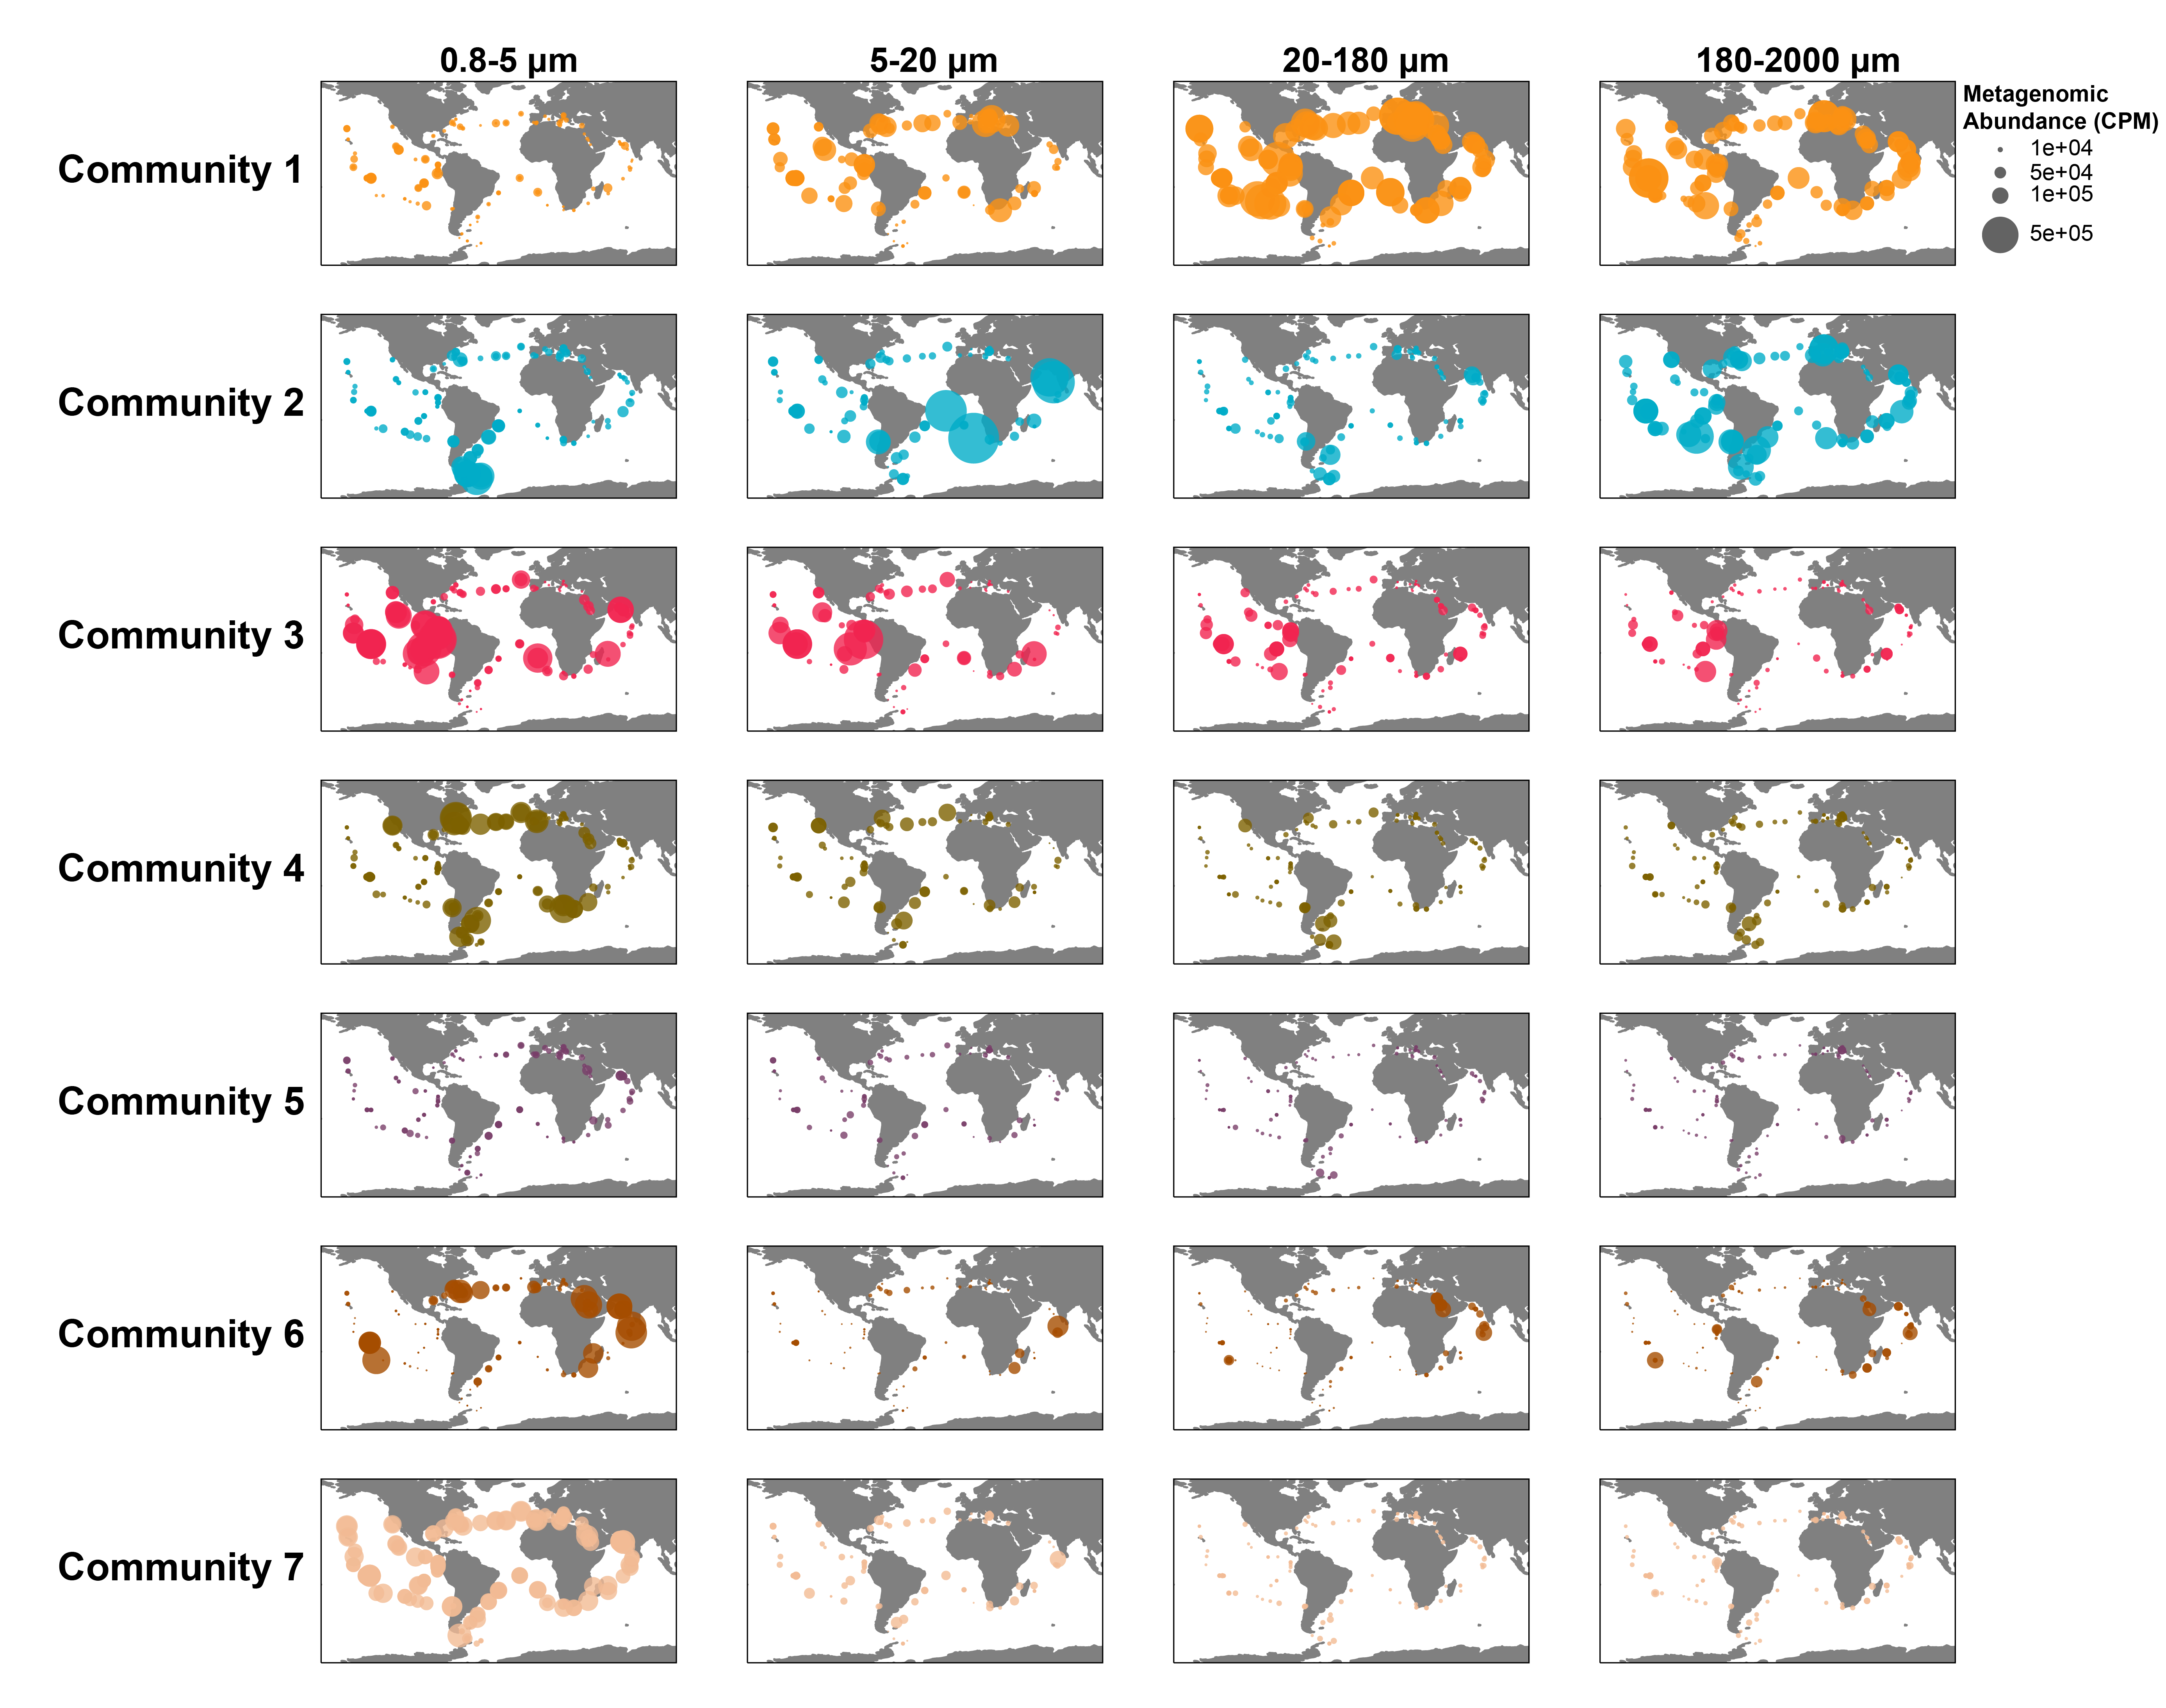 0.8-5 µm
5-20 µm
20-180 µm
180-2000 µm
Metagenomic
Abundance (CPM)
1e+04
5e+04
1e+05
5e+05
Community 1
Community 2
Community 3
Community 4
Community 5
Community 6
Community 7